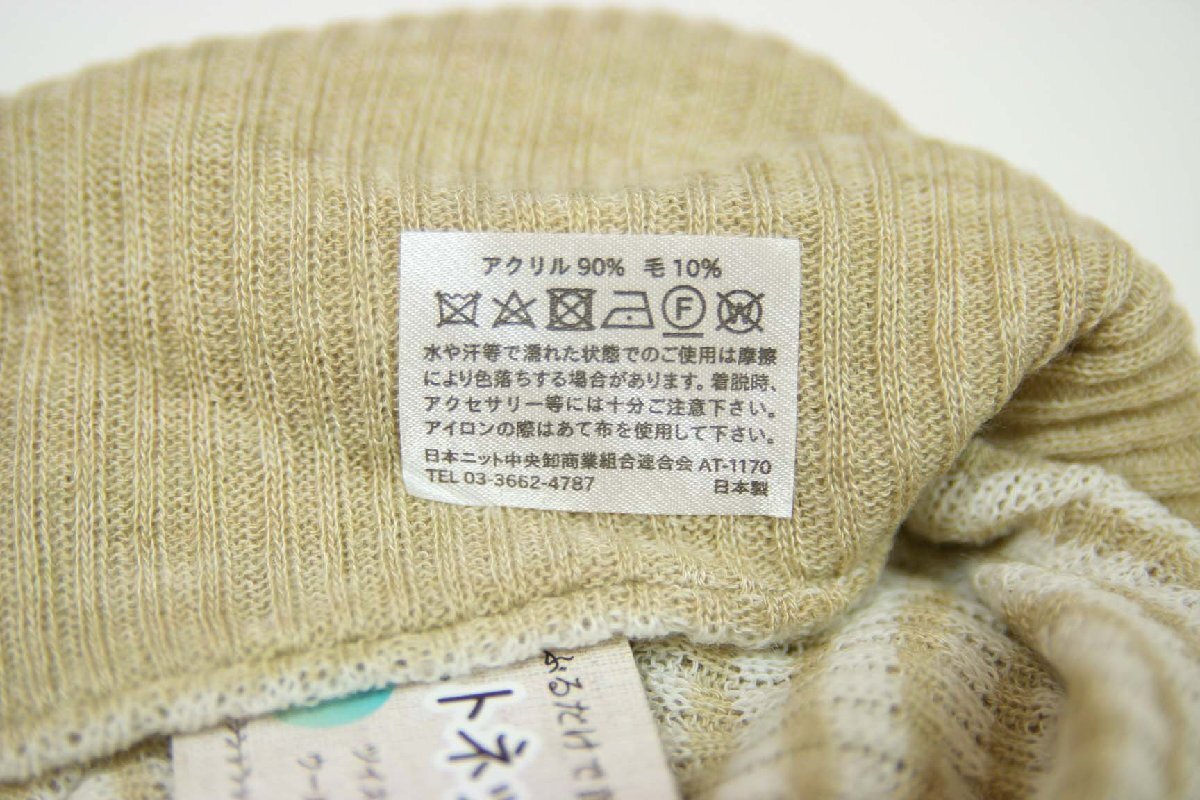 アクリル 90% 毛 10%
F W
水や汗等で濡れた状態でのご使用は摩擦
により色落ちする場合があります。着脱時、
アクセサリー等には十分ご注意下さい。
アイロンの際はあて布を使用して下さい。
日本ニット中央卸商業組合連合会 AT-1170
TEL 03-3662-4787 日本製
トネッ